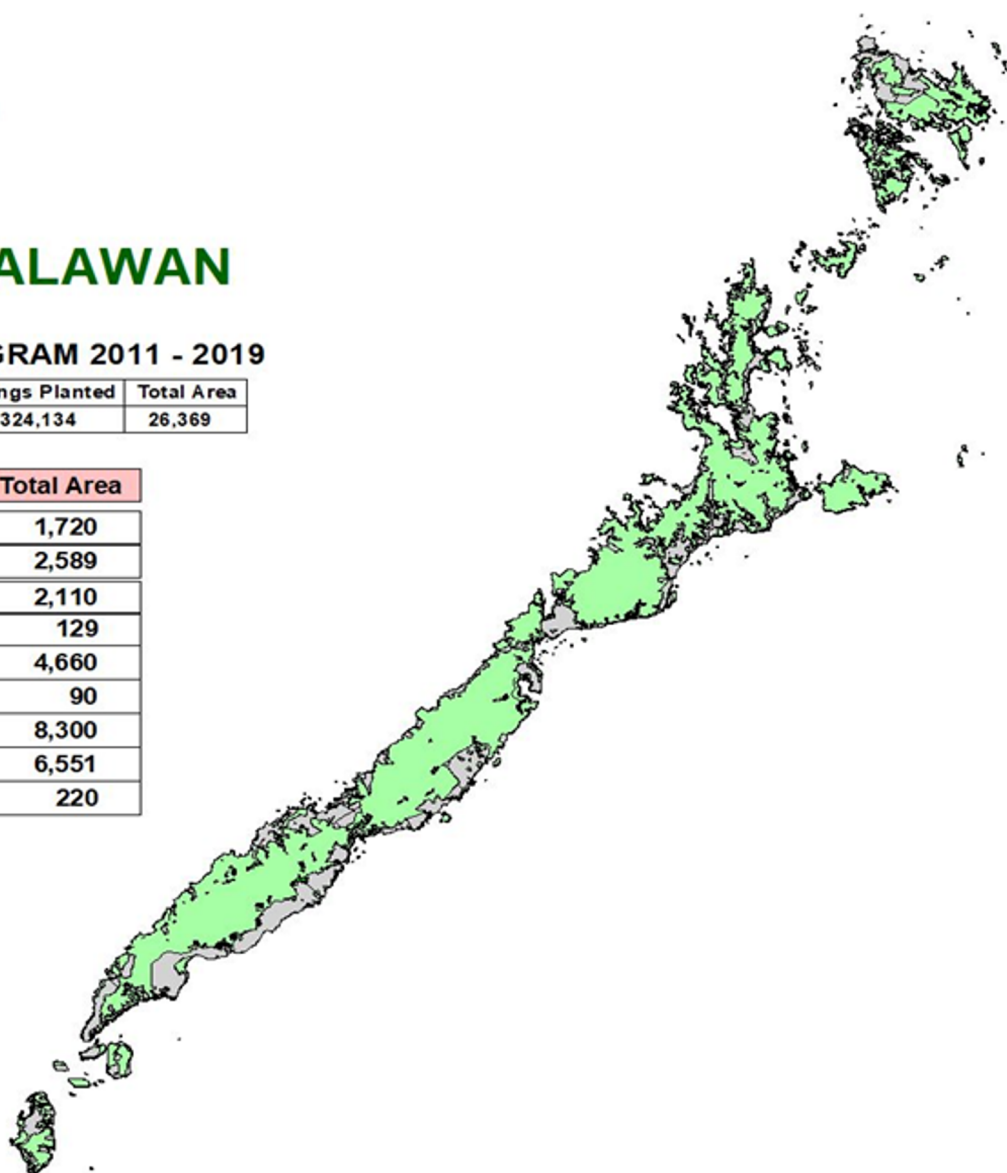 ALAWAN
GRAM 2011 - 2019
ngs Planted Total Area
324,134 26,369
Total Area
1,720
2,589
2,110
129
4,660
90
8,300
6,551
220